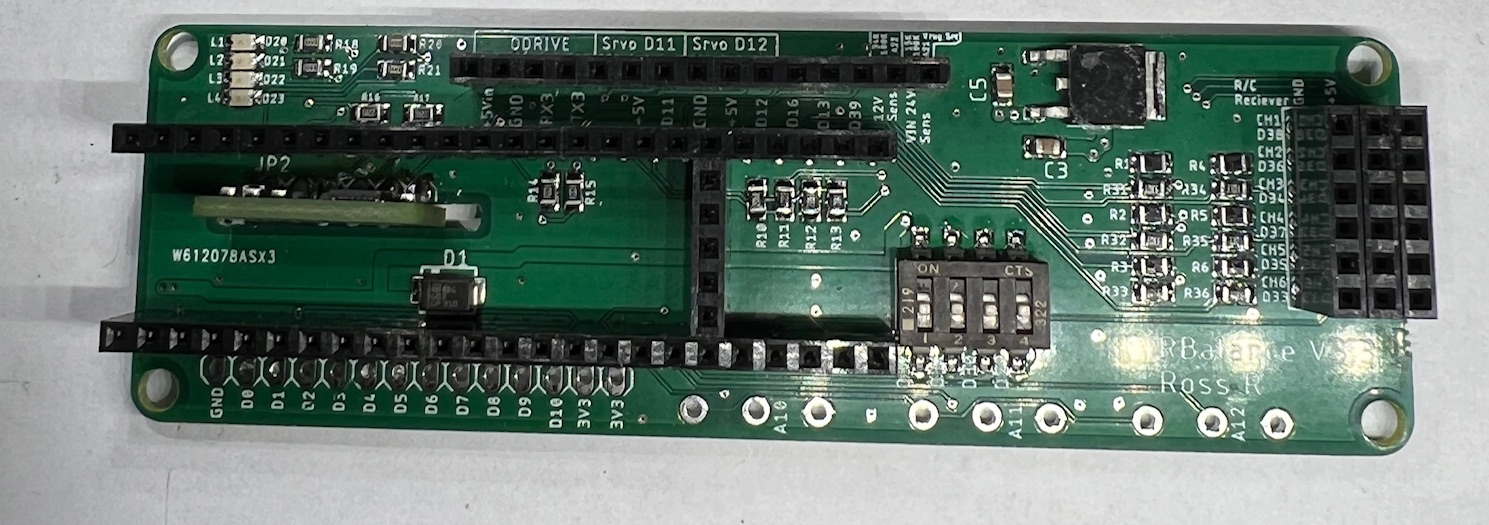 L1 D20 R18 R20
L2 D21
L3 D22 R19 R21
L4 D23
R16 R17
ODRIVE Srvo D11 Srvo D12
+5Vin GND RX3 TX3 -5V D11 GND -5V D12 D16 D13 D39 12V Sens VIN 24V Sens
C5
C3
R/C
Reciever
GND +5V
CH1
D38
CH2
D36
CH3
D34
CH4
D37
CH5
D35
CH6
D33
R1 R4
R31 R34
R2 R5
R32 R35
R3 R6
R33 R36
JP2
R14 R15
R10 R11 R12 R13
W612078ASX3
D1
ON CTS
219
322
1 2 3 4
RBalance
Ross R
GND D0 D1 D2 D3 D4 D5 D6 D7 D8 D9 D10 3V3 3V3
A10 A11 A12